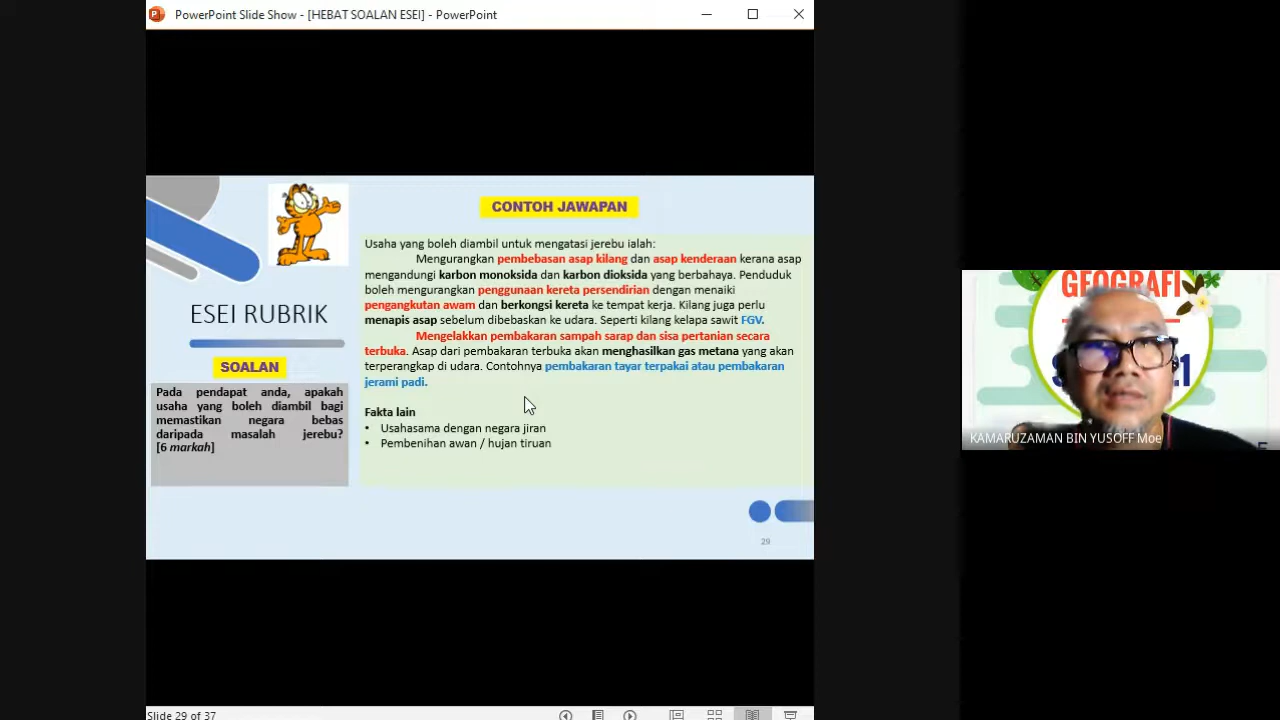 PowerPoint Slide Show - [HEBAT SOALAN ESEI] - PowerPoint
CONTOH JAWAPAN
Usaha yang boleh diambil untuk mengatasi jerebu ialah:
Mengurangkan pembebasan asap kilang dan asap kenderaan kerana asap
mengandungi karbon monoksida dan karbon dioksida yang berbahaya. Penduduk
boleh mengurangkan penggunaan kereta persendirian dengan menaiki
pengangkutan awam dan berkongsi kereta ke tempat kerja. Kilang juga perlu
menapis asap sebelum dibebaskan ke udara. Seperti kilang kelapa sawit FGV.
Mengelakkan pembakaran sampah sarap dan sisa pertanian secara
terbuka. Asap dari pembakaran terbuka akan menghasilkan gas metana yang akan
terperangkap di udara. Contohnya pembakaran tayar terpakai atau pembakaran
jerami padi.
Fakta lain
• Usahasama dengan negara jiran
• Pembenihan awan / hujan tiruan
ESEI RUBRIK
SOALAN
Pada pendapat anda, apakah
usaha yang boleh diambil bagi
memastikan negara bebas
daripada masalah jerebu?
[6 markah]
29
Slide 29 of 37
GEOGRAFI
KAMARUZAMAN BIN YUSOFF Moe